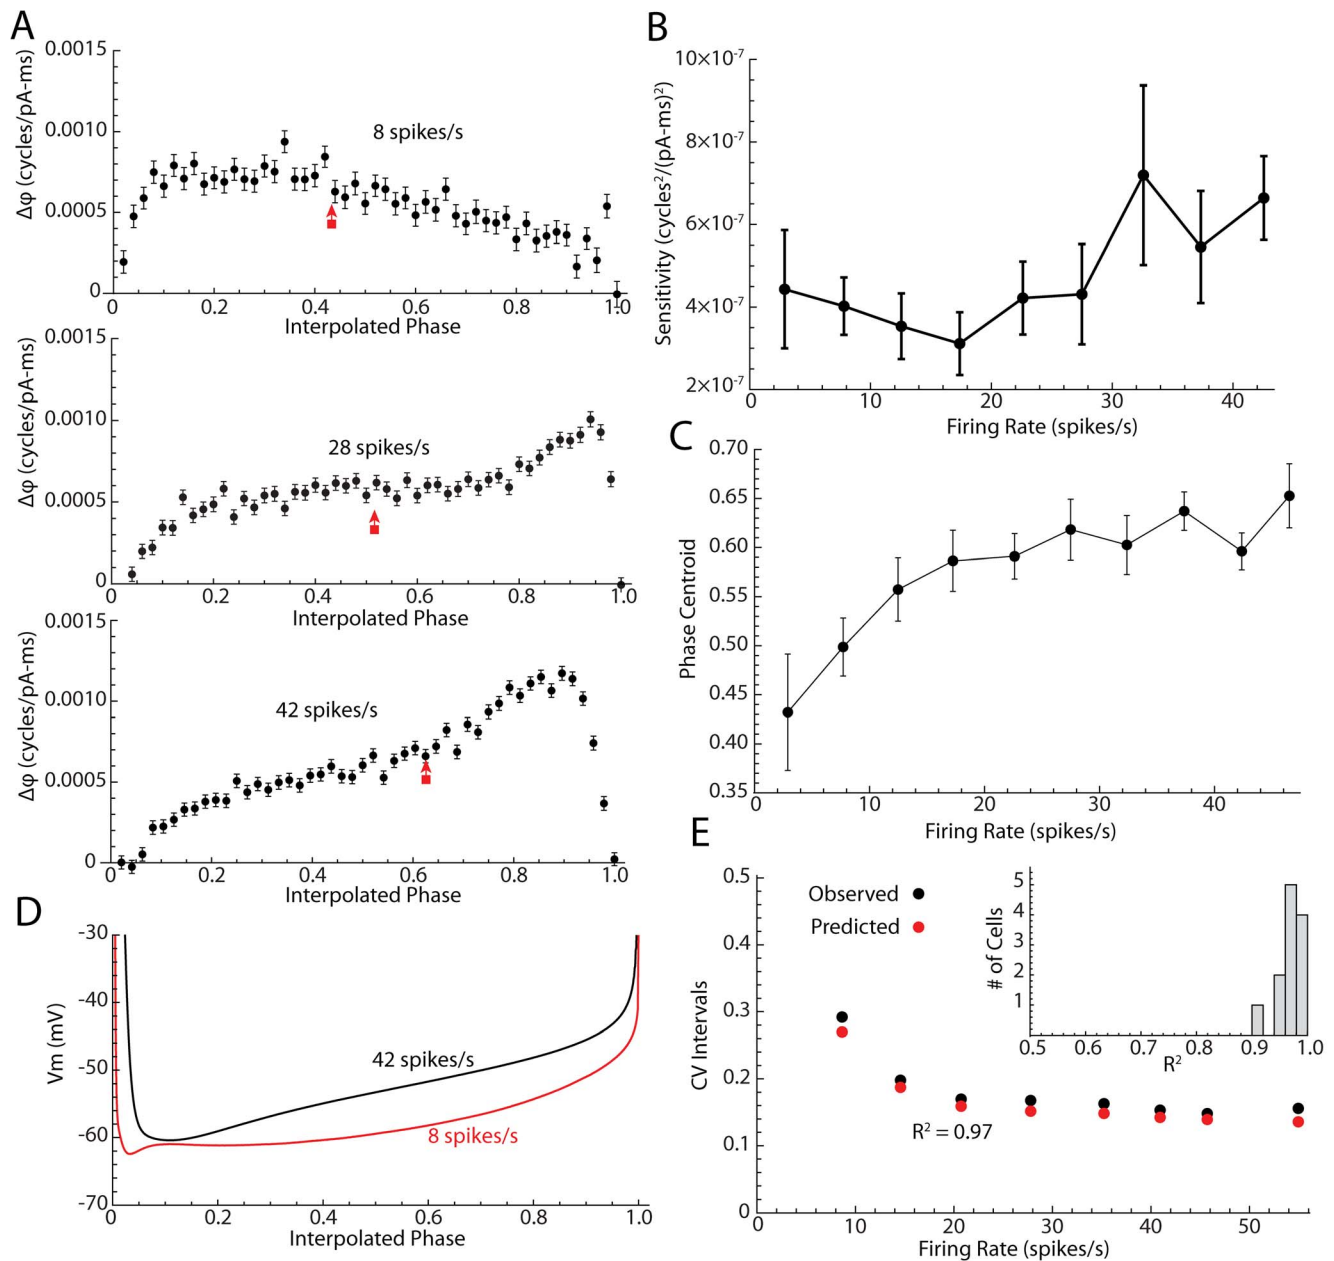 A
Δφ (cycles/pA-ms)
0.0015
0.0010
0.0005
0
8 spikes/s
0 0.2 0.4 0.6 0.8 1.0
Interpolated Phase
Δφ (cycles/pA-ms)
0.0015
0.0010
0.0005
0
28 spikes/s
0 0.2 0.4 0.6 0.8 1.0
Interpolated Phase
Δφ (cycles/pA-ms)
0.0015
0.0010
0.0005
0
42 spikes/s
0.2 0.4 0.6 0.8 1.0
Interpolated Phase
B
Sensitivity (cycles²/(pA-ms)²)
10×10⁻⁷
8×10⁻⁷
6×10⁻⁷
4×10⁻⁷
2×10⁻⁷
0 10 20 30 40
Firing Rate (spikes/s)
C
Phase Centroid
0.70
0.65
0.60
0.55
0.50
0.45
0.40
0.35
0 10 20 30 40
Firing Rate (spikes/s)
D
Vm (mV)
-30
-40
-50
-60
-70
42 spikes/s
8 spikes/s
0 0.2 0.4 0.6 0.8 1.0
Interpolated Phase
E
CV Intervals
0.5
0.4
0.3
0.2
0.1
0
Observed
Predicted
R² = 0.97
0 10 20 30 40 50
Firing Rate (spikes/s)
# of Cells
5
4
3
2
1
0.5 0.6 0.7 0.8 0.9 1.0
R²